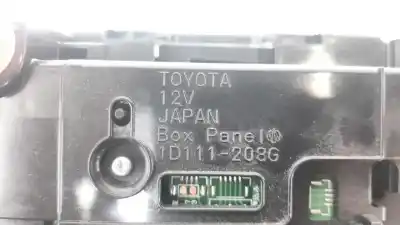 TOYOTA
12V
JAPAN
Box Panel®
1D111-208G